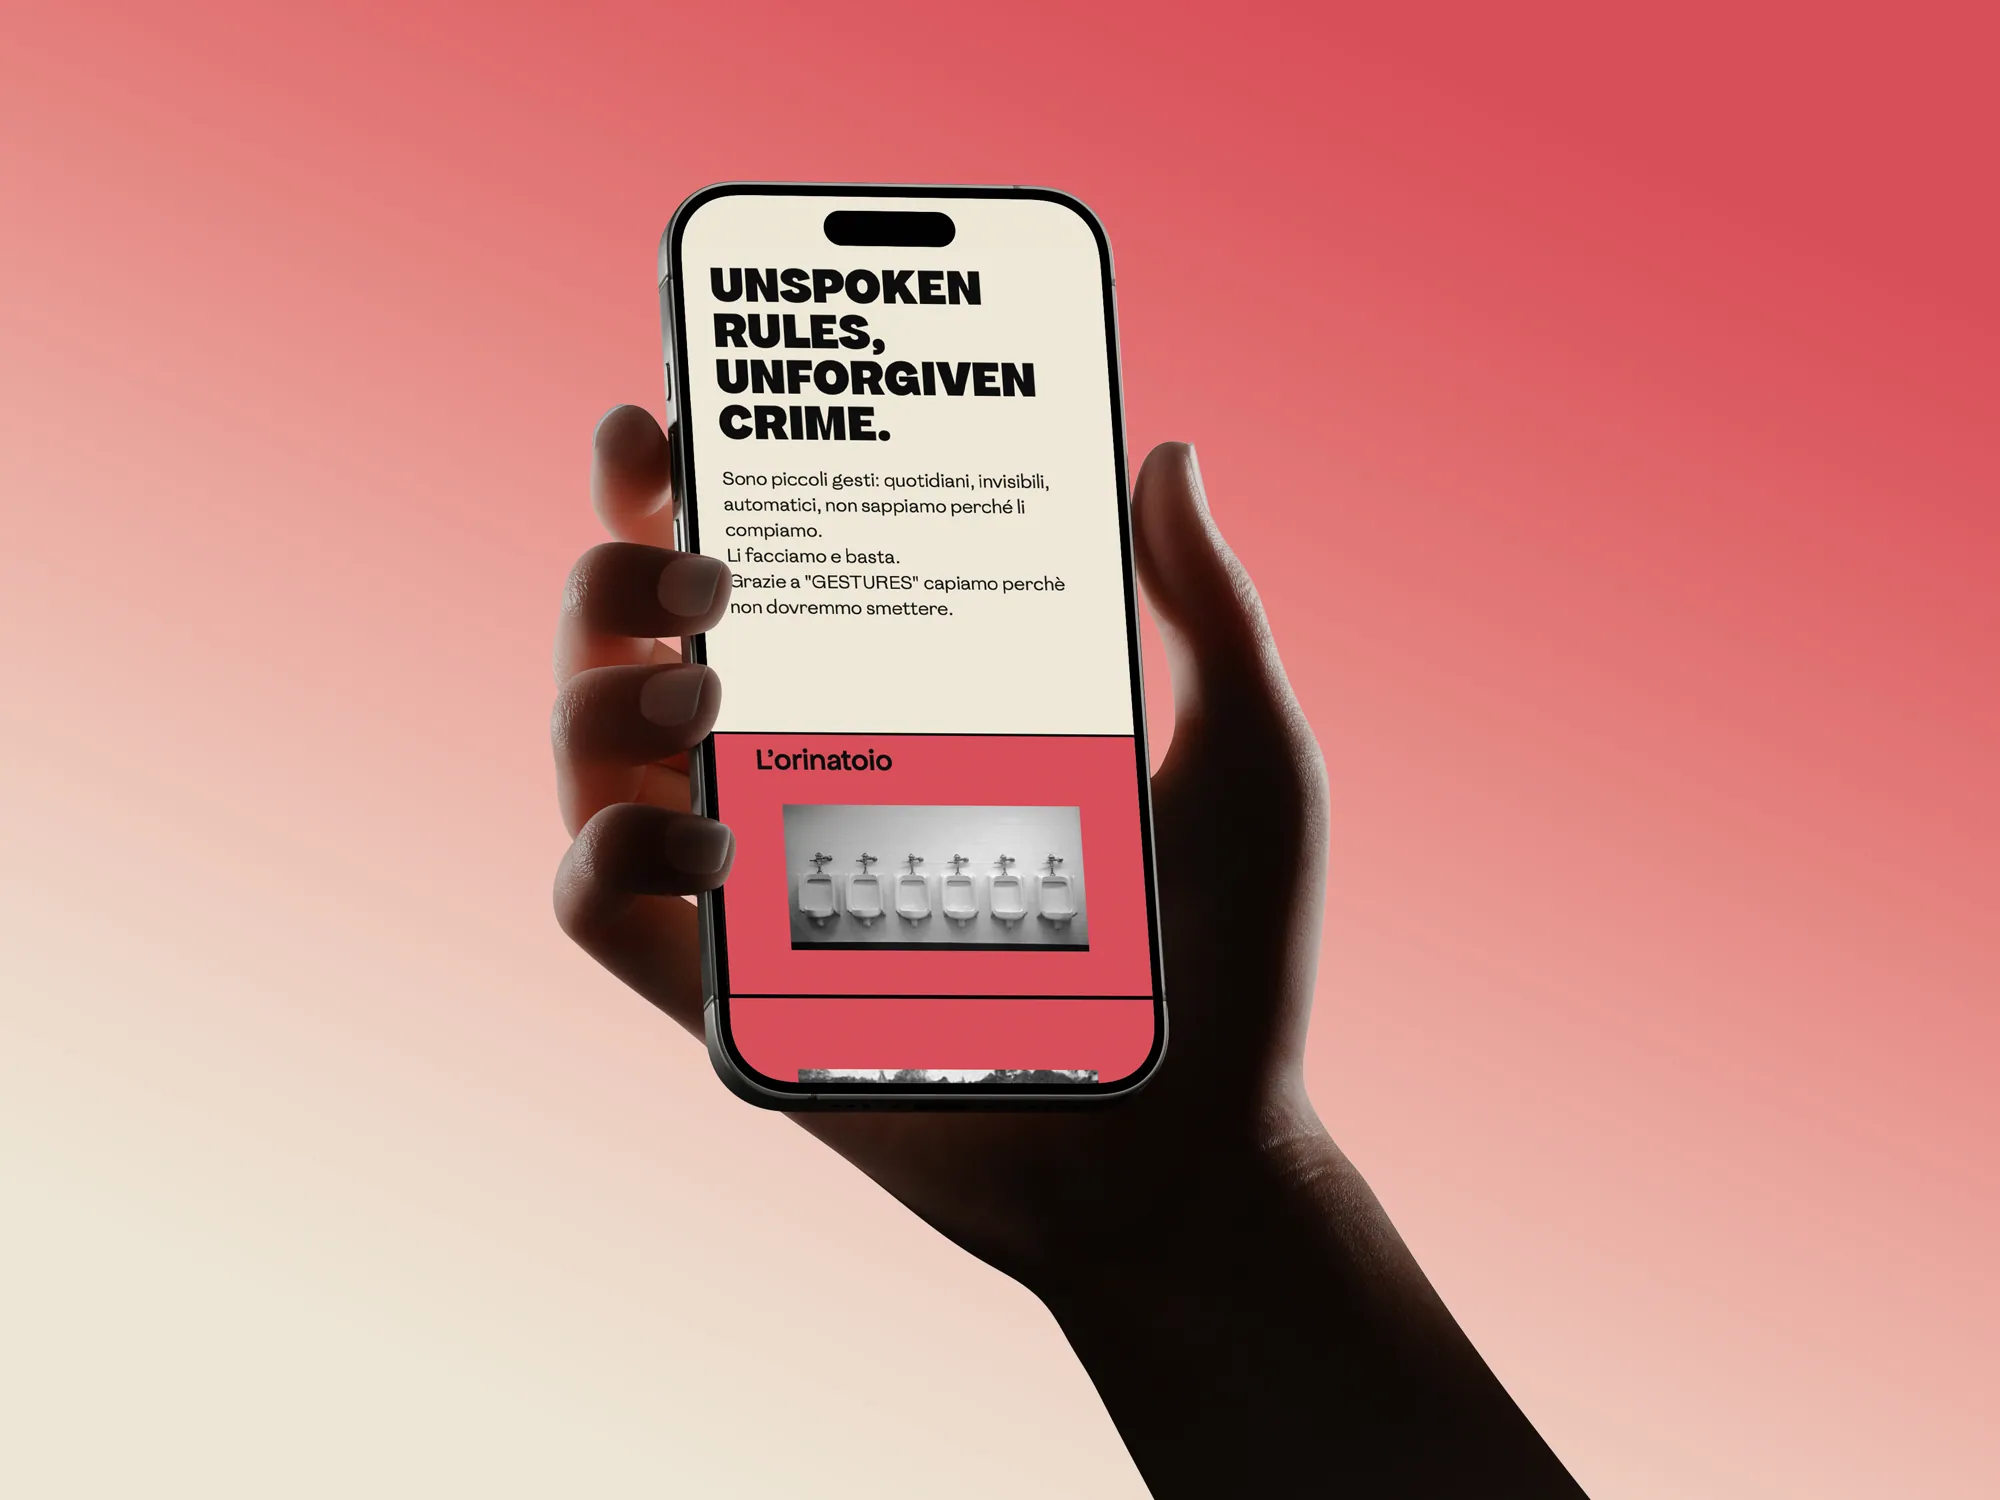 UNSPOKEN
RULES,
UNFORGIVEN
CRIME.
Sono piccoli gesti: quotidiani, invisibili,
automatici, non sappiamo perché li
compiamo.
Li facciamo e basta.
Grazie a "GESTURES" capiamo perchè
non dovremmo smettere.
L'orinatoio